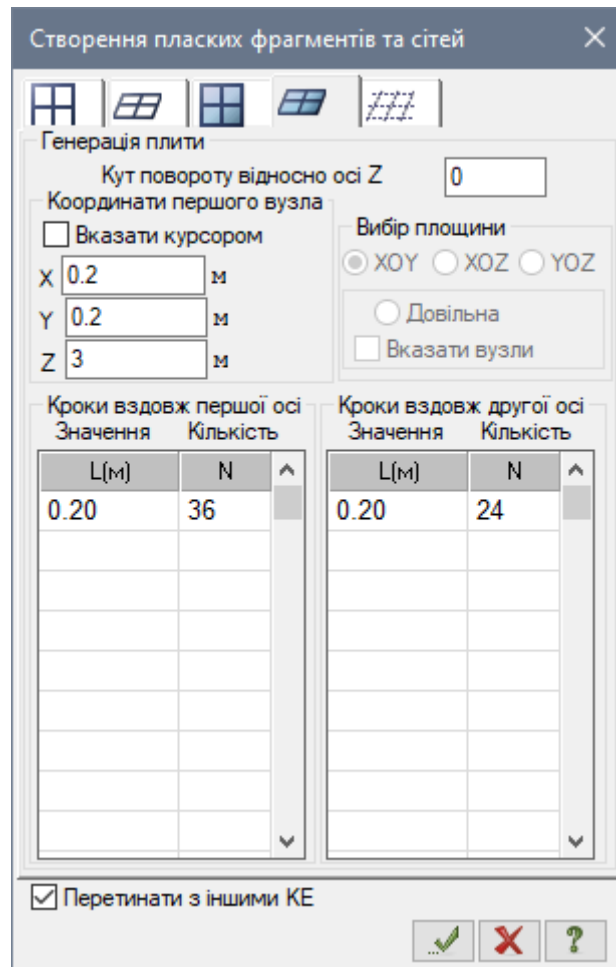 Створення пласких фрагментів та сітей
Генерація плити
Кут повороту відносно осі Z 0
Координати першого вузла
Вказати курсором
X 0.2 м
Y 0.2 м
Z 3 м
Вибір площини
XOY XOZ YOZ
Довільна
Вказати вузли
Кроки вздовж першої осі
Значення Кількість
L(м) N
0.20 36
Кроки вздовж другої осі
Значення Кількість
L(м) N
0.20 24
Перетинати з іншими КЕ
?